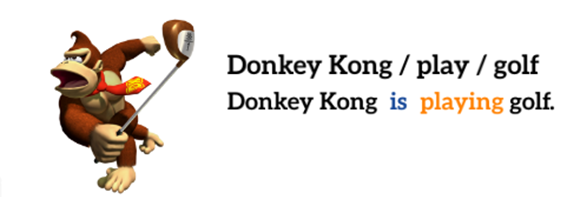 Donkey Kong / play / golf
Donkey Kong is playing golf.